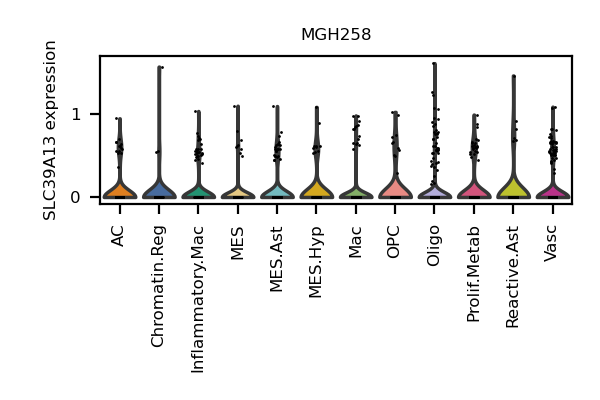 MGH258
SLC39A13 expression
1
0
AC
Chromatin.Reg
Inflammatory.Mac
MES
MES.Ast
MES.Hyp
Mac
OPC
Oligo
Prolif.Metab
Reactive.Ast
Vasc